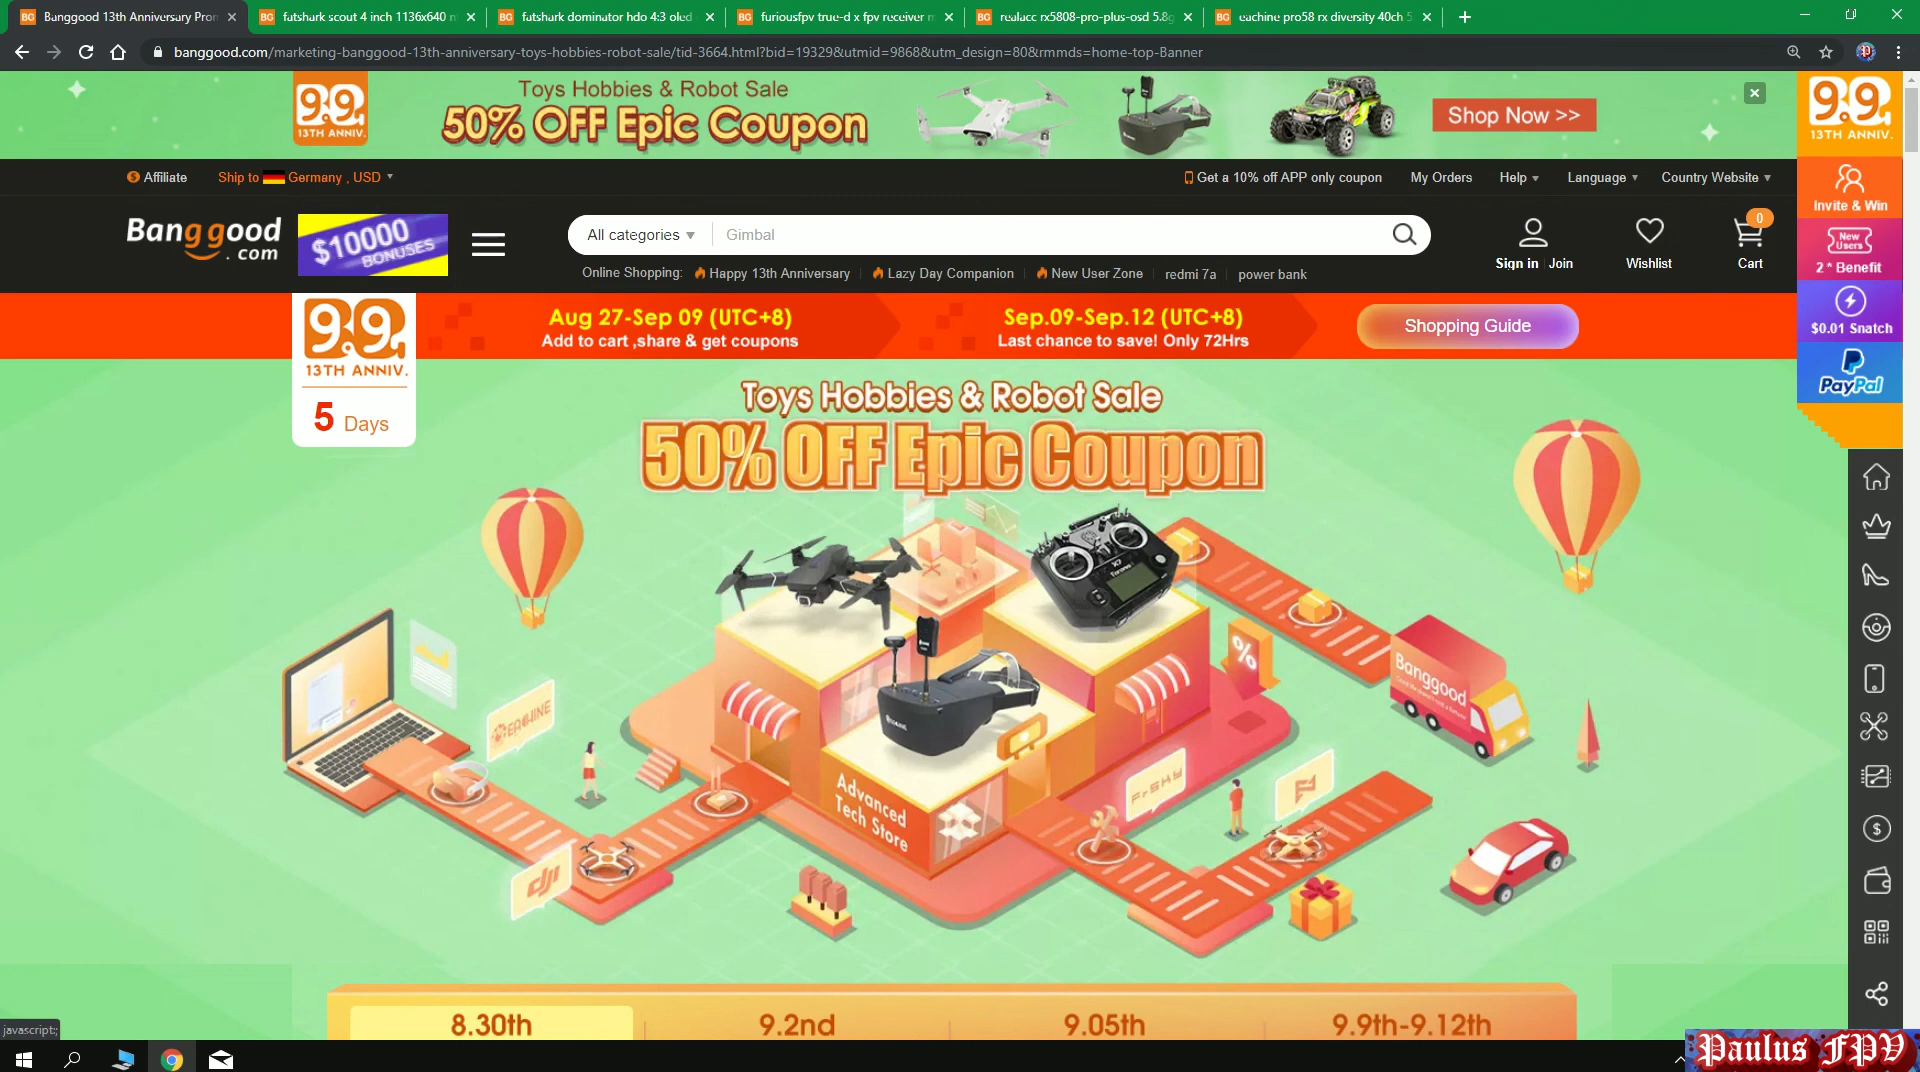 Banggood 13th Anniversary Pron
fatshark scout 4 inch 1136x640
fatshark dominator hdo 4:3 oled
furiousfpv true-d x fpv receiver
realacc rx5808-pro-plus-osd 5.8g
eachine pro58 rx diversity 40ch 5
banggood.com/marketing-banggood-13th-anniversary-toys-hobbies-robot-sale/tid-3664.html?bid=19329&utmid=9868&utm_design=80&rmmds=home-top-Banner
9.9.
13TH ANNIV.
Toys Hobbies & Robot Sale
50% OFF Epic Coupon
Shop Now >>
9.9.
13TH ANNIV.
Affiliate
Ship to Germany , USD
Get a 10% off APP only coupon
My Orders
Help
Language
Country Website
Invite & Win
Banggood
.com
$10000
BONUSES
All categories
Gimbal
Sign in Join
Wishlist
0
Cart
New
Users
2 * Benefit
Online Shopping:
Happy 13th Anniversary
Lazy Day Companion
New User Zone
redmi 7a
power bank
$0.01 Snatch
PayPal
9.9.
13TH ANNIV.
5 Days
Aug 27-Sep 09 (UTC+8)
Add to cart ,share & get coupons
Sep.09-Sep.12 (UTC+8)
Last chance to save! Only 72Hrs
Shopping Guide
Toys Hobbies & Robot Sale
50% OFF Epic Coupon
X7
Taranis
%
Banggood
EACHINE
FrSKY
Advanced
Tech Store
dji
8.30th
9.2nd
9.05th
9.9th-9.12th
javascript:;
Paulus FPV